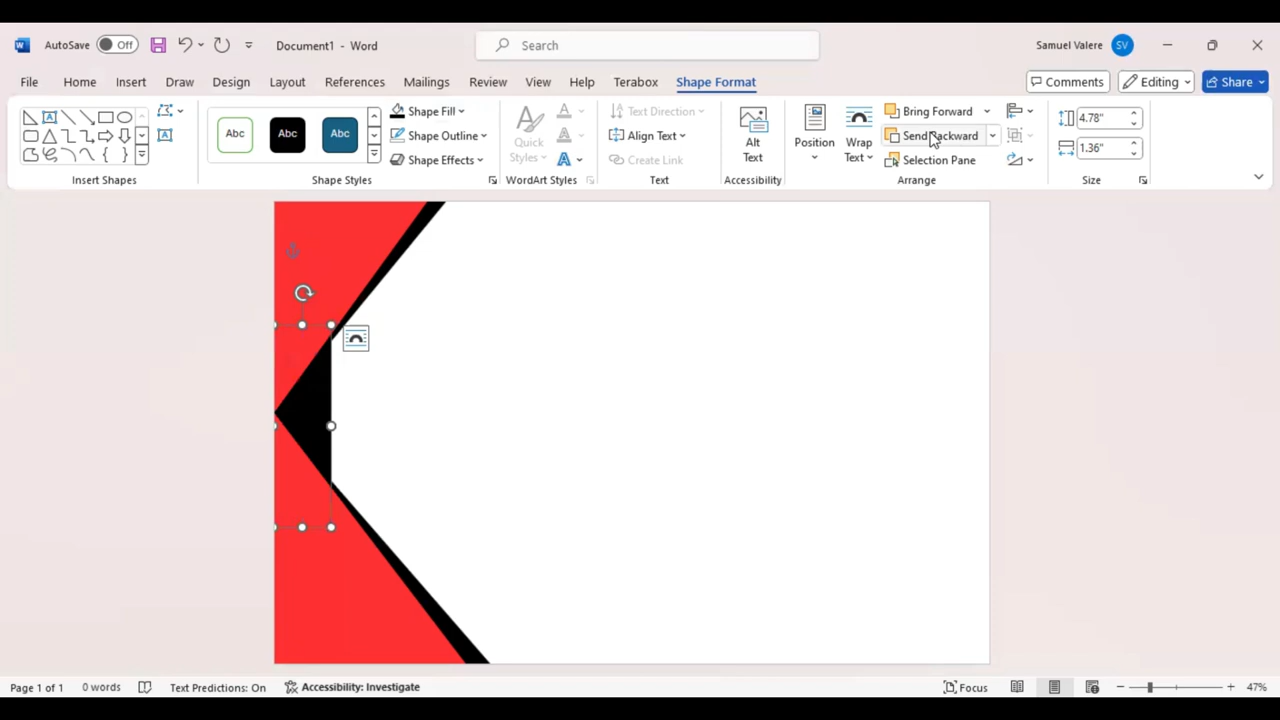 AutoSave Off Document1 - Word Search Samuel Valere SV
File Home Insert Draw Design Layout References Mailings Review View Help Terabox Shape Format Comments Editing Share
Abc Abc Abc
Shape Fill
Shape Outline
Shape Effects
Quick
Styles
Text Direction
Align Text
Create Link
Alt
Text
Position
Wrap
Text
Bring Forward
Send Backward
Selection Pane
4.78"
1.36"
Insert Shapes Shape Styles WordArt Styles Text Accessibility Arrange Size
Page 1 of 1 0 words Text Predictions: On Accessibility: Investigate Focus 47%